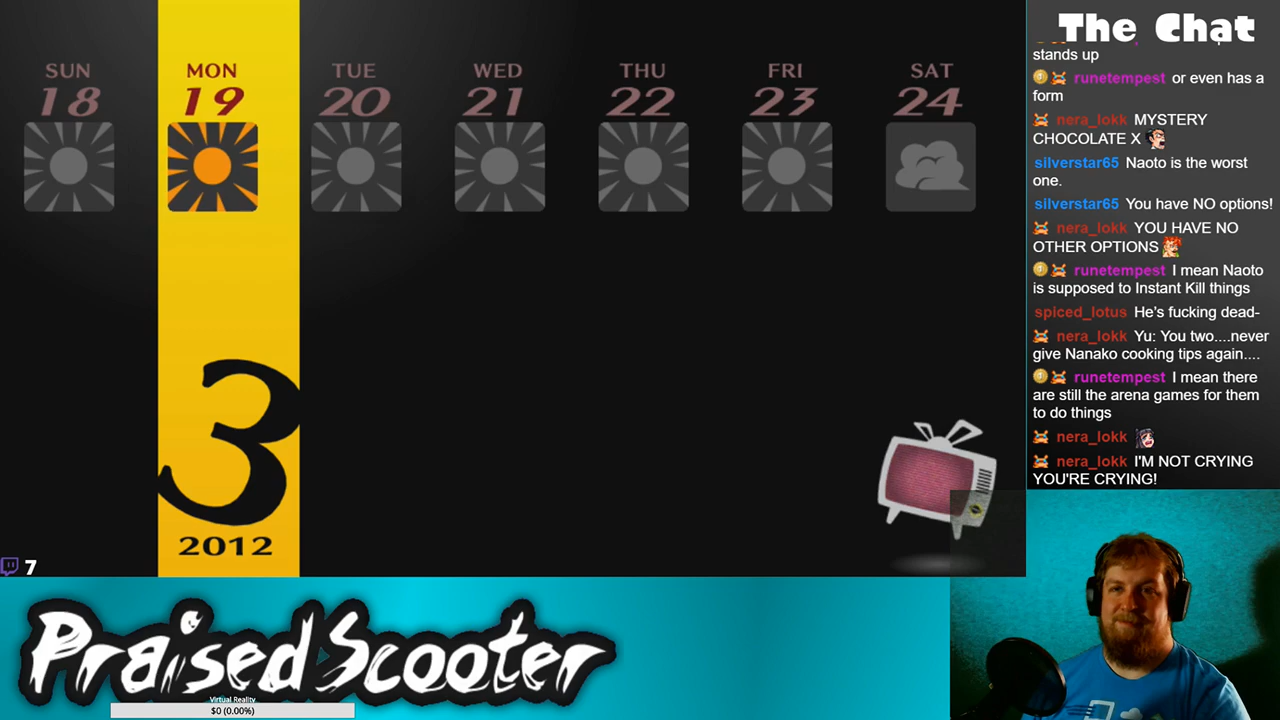 SUN MON TUE WED THU FRI SAT
18 19 20 21 22 23 24
3
2012
7
The Chat
stands up
runetempest or even has a
form
nera_lokk MYSTERY
CHOCOLATE X
silverstar65 Naoto is the worst
one.
silverstar65 You have NO options!
nera_lokk YOU HAVE NO
OTHER OPTIONS
runetempest I mean Naoto
is supposed to Instant Kill things
spiced_lotus He's fucking dead-
nera_lokk Yu: You two....never
give Nanako cooking tips again....
runetempest I mean there
are still the arena games for them
to do things
nera_lokk
nera_lokk I'M NOT CRYING
YOU'RE CRYING!
PraisedScooter
Virtual Reality
$0 (0.00%)